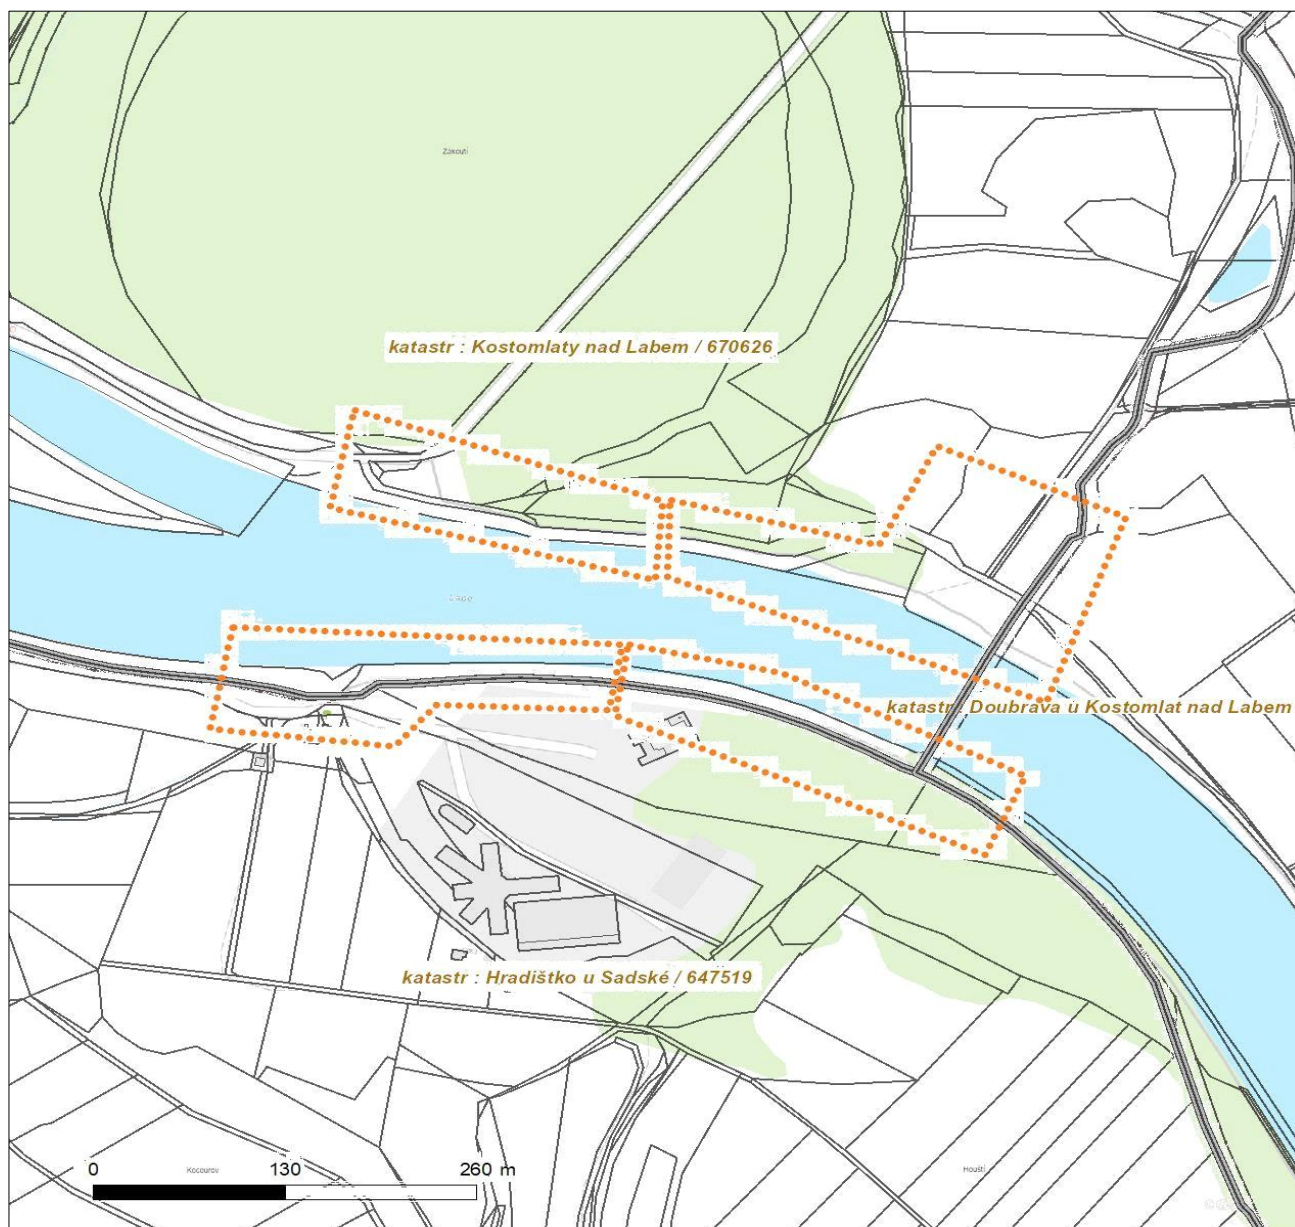 Zákoutí
katastr : Kostomlaty nad Labem / 670626
Labe
katastr : Doubrava u Kostomlat nad Labem
katastr : Hradištko u Sadské / 647519
0 130 260 m
Kocourov
Houští